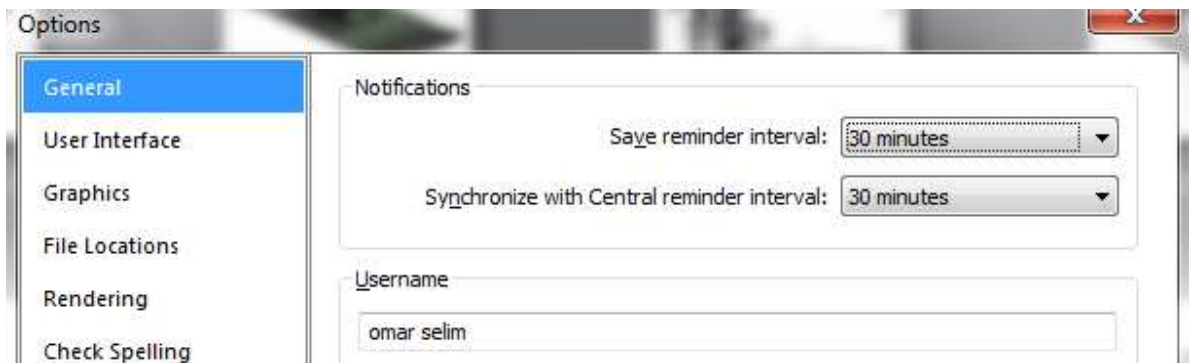 Options
General
User Interface
Graphics
File Locations
Rendering
Check Spelling
Notifications
Save reminder interval: 30 minutes
Synchronize with Central reminder interval: 30 minutes
Username
omar selim